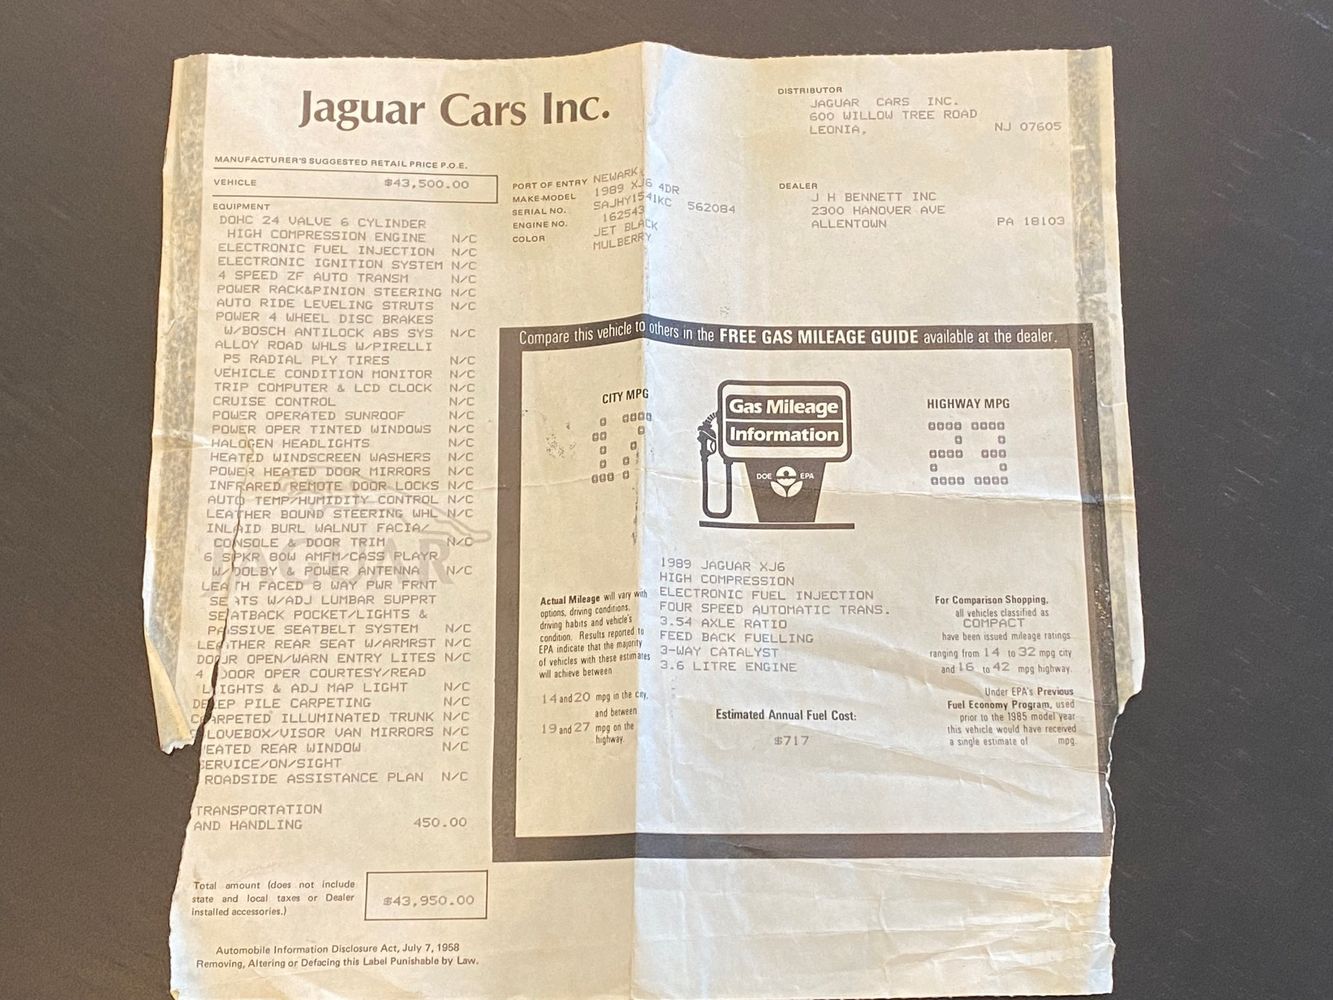 Jaguar Cars Inc.
DISTRIBUTOR
JAGUAR CARS INC.
600 WILLOW TREE ROAD
LEONIA, NJ 07605
MANUFACTURER'S SUGGESTED RETAIL PRICE P.O.E.
VEHICLE $43,500.00
PORT OF ENTRY NEWARK
MAKE-MODEL 1989 XJ6 4DR
SERIAL NO. SAJHY1541KC 562084
ENGINE NO. 162543
COLOR JET BLACK
MULBERRY
DEALER
J H BENNETT INC
2300 HANOVER AVE
ALLENTOWN PA 18103
EQUIPMENT
DOHC 24 VALVE 6 CYLINDER
HIGH COMPRESSION ENGINE N/C
ELECTRONIC FUEL INJECTION N/C
ELECTRONIC IGNITION SYSTEM N/C
4 SPEED ZF AUTO TRANSM N/C
POWER RACK&PINION STEERING N/C
AUTO RIDE LEVELING STRUTS N/C
POWER 4 WHEEL DISC BRAKES
W/BOSCH ANTILOCK ABS SYS N/C
ALLOY ROAD WHLS W/PIRELLI
P5 RADIAL PLY TIRES N/C
VEHICLE CONDITION MONITOR N/C
TRIP COMPUTER & LCD CLOCK N/C
CRUISE CONTROL N/C
POWER OPERATED SUNROOF N/C
POWER OPER TINTED WINDOWS N/C
HALOGEN HEADLIGHTS N/C
HEATED WINDSCREEN WASHERS N/C
POWER HEATED DOOR MIRRORS N/C
INFRARED REMOTE DOOR LOCKS N/C
AUTO TEMP/HUMIDITY CONTROL N/C
LEATHER BOUND STEERING WHL N/C
INLAID BURL WALNUT FACIA/
CONSOLE & DOOR TRIM N/C
6 SPKR 80W AMFM/CASS PLAYR
W/DOLBY & POWER ANTENNA N/C
JAGUAR
LEATH FACED 8 WAY PWR FRNT
SEATS W/ADJ LUMBAR SUPPRT
SEATBACK POCKET/LIGHTS &
PASSIVE SEATBELT SYSTEM N/C
LEATHER REAR SEAT W/ARMRST N/C
DOOR OPEN/WARN ENTRY LITES N/C
4 DOOR OPER COURTESY/READ
LIGHTS & ADJ MAP LIGHT N/C
DEEP PILE CARPETING N/C
CARPETED ILLUMINATED TRUNK N/C
LOVEBOX/VISOR VAN MIRRORS N/C
EATED REAR WINDOW N/C
SERVICE/ON/SIGHT
ROADSIDE ASSISTANCE PLAN N/C
TRANSPORTATION
AND HANDLING 450.00
Total amount (does not include
state and local taxes or Dealer
installed accessories.)
$43,950.00
Automobile Information Disclosure Act, July 7, 1958
Removing, Altering or Defacing this Label Punishable by Law.
Compare this vehicle to others in the FREE GAS MILEAGE GUIDE available at the dealer.
CITY MPG
Gas Mileage
Information
DOE EPA
HIGHWAY MPG
23
1989 JAGUAR XJ6
HIGH COMPRESSION
ELECTRONIC FUEL INJECTION
FOUR SPEED AUTOMATIC TRANS.
3.54 AXLE RATIO
FEED BACK FUELLING
3-WAY CATALYST
3.6 LITRE ENGINE
Estimated Annual Fuel Cost:
$717
Actual Mileage will vary with
options, driving conditions,
driving habits and vehicle's
condition. Results reported to
EPA indicate that the majority
of vehicles with these estimates
will achieve between
14 and 20 mpg in the city,
and between
19 and 27 mpg on the
highway.
For Comparison Shopping,
all vehicles classified as
COMPACT
have been issued mileage ratings
ranging from 14 to 32 mpg city
and 16 to 42 mpg highway.
Under EPA's Previous
Fuel Economy Program, used
prior to the 1985 model year
this vehicle would have received
a single estimate of mpg.